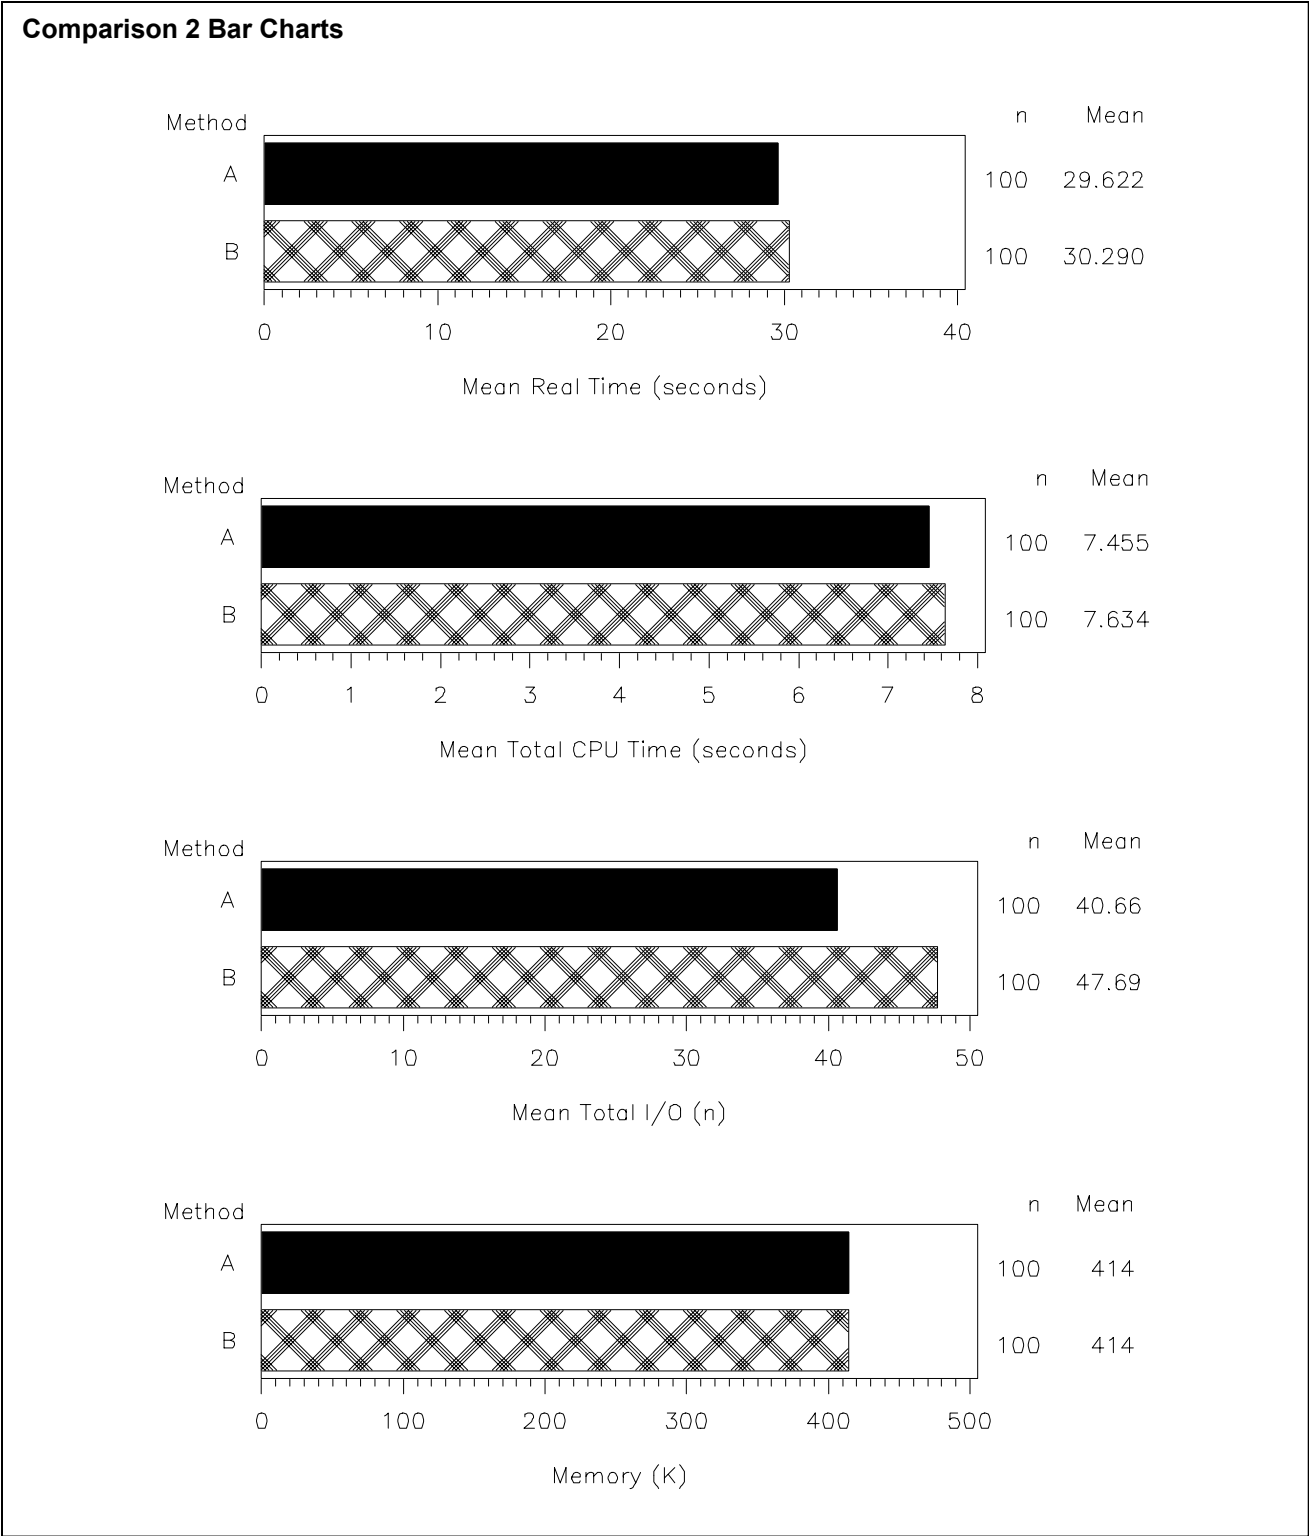 Comparison 2 Bar Charts
Method n Mean
A 100 29.622
B 100 30.290
0 10 20 30 40
Mean Real Time (seconds)
Method n Mean
A 100 7.455
B 100 7.634
0 1 2 3 4 5 6 7 8
Mean Total CPU Time (seconds)
Method n Mean
A 100 40.66
B 100 47.69
0 10 20 30 40 50
Mean Total I/O (n)
Method n Mean
A 100 414
B 100 414
0 100 200 300 400 500
Memory (K)